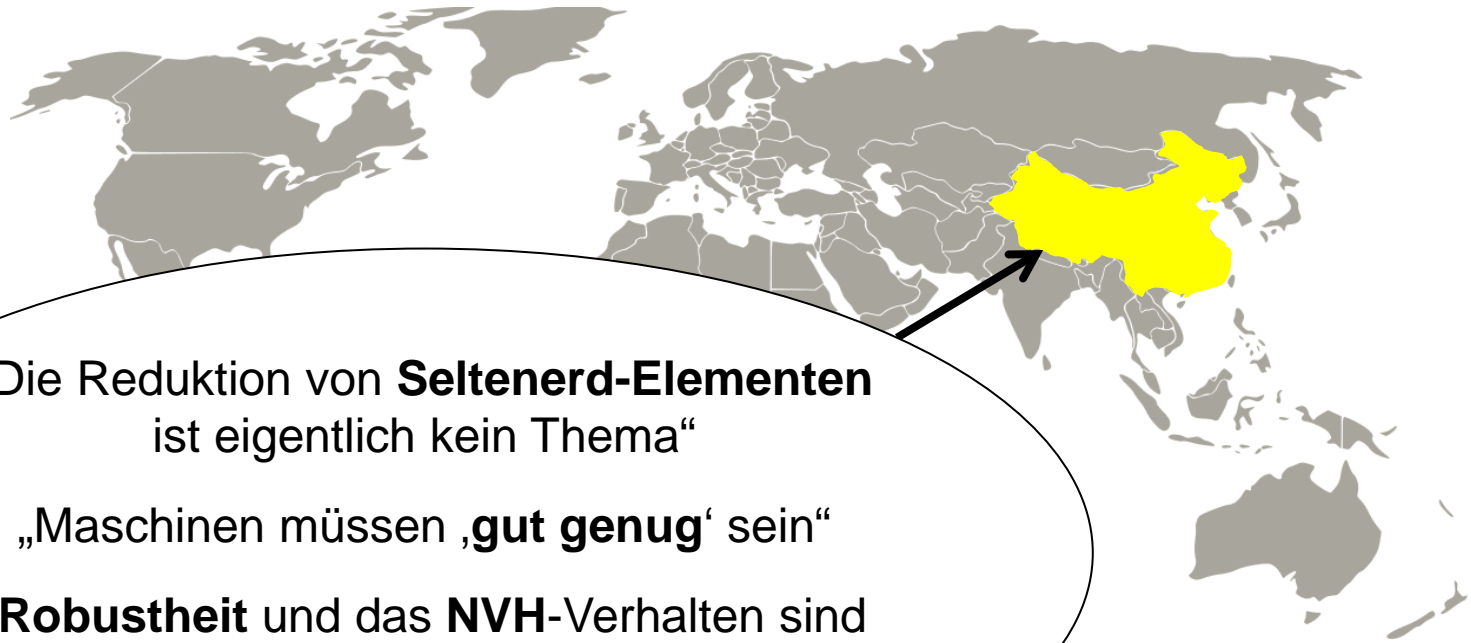 Die Reduktion von Seltenerd-Elementen
ist eigentlich kein Thema“
„Maschinen müssen ‚gut genug‘ sein“
Robustheit und das NVH-Verhalten sind